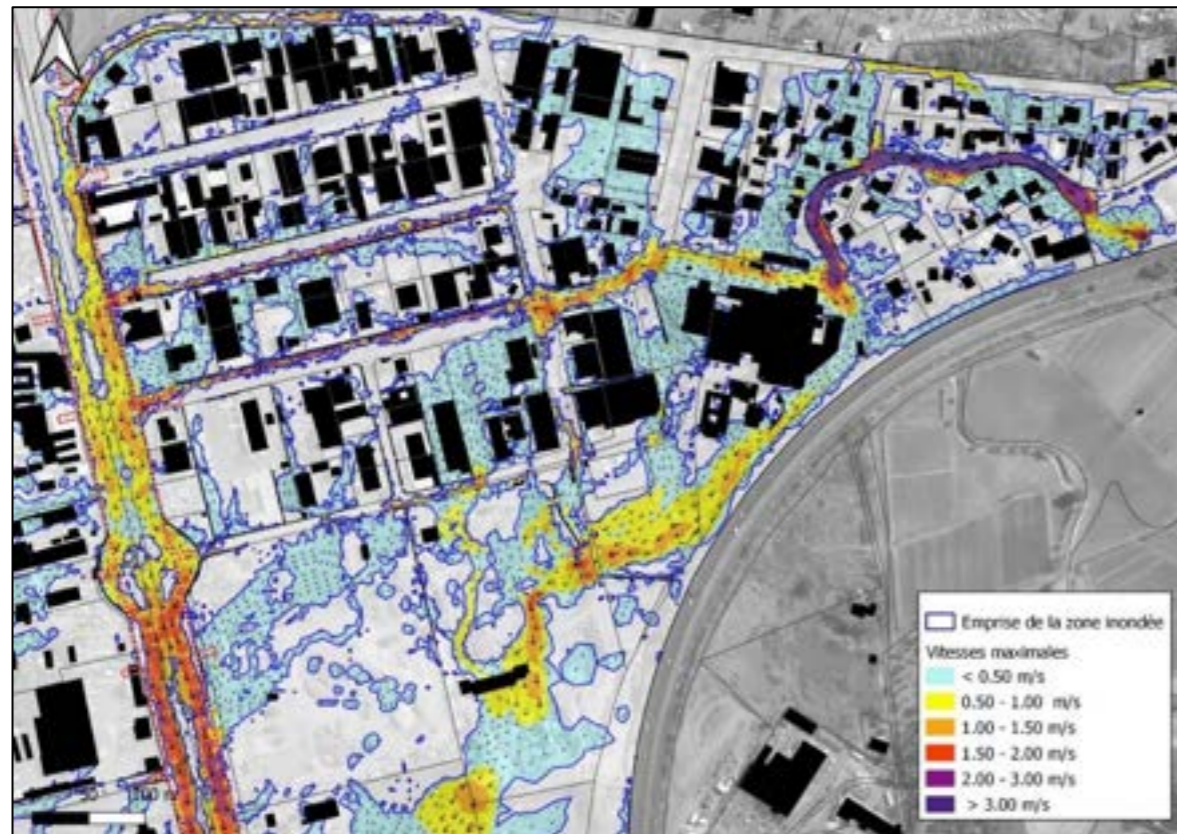 Emprise de la zone inondée
Vitesses maximales
< 0.50 m/s
0.50 - 1.00 m/s
1.00 - 1.50 m/s
1.50 - 2.00 m/s
2.00 - 3.00 m/s
> 3.00 m/s